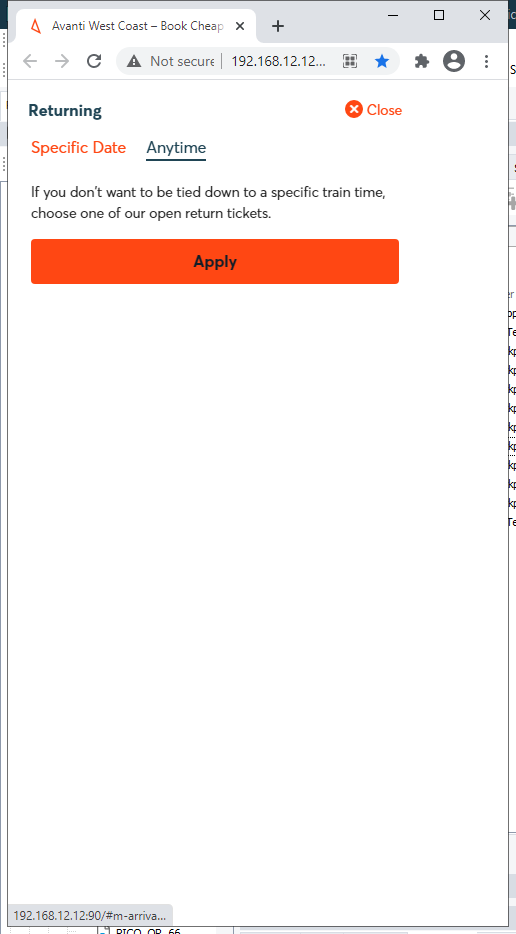 Avanti West Coast – Book Cheap
Not secure
192.168.12.12...
Returning
Close
Specific Date
Anytime
If you don't want to be tied down to a specific train time,
choose one of our open return tickets.
Apply
192.168.12.12:90/#m-arriva...